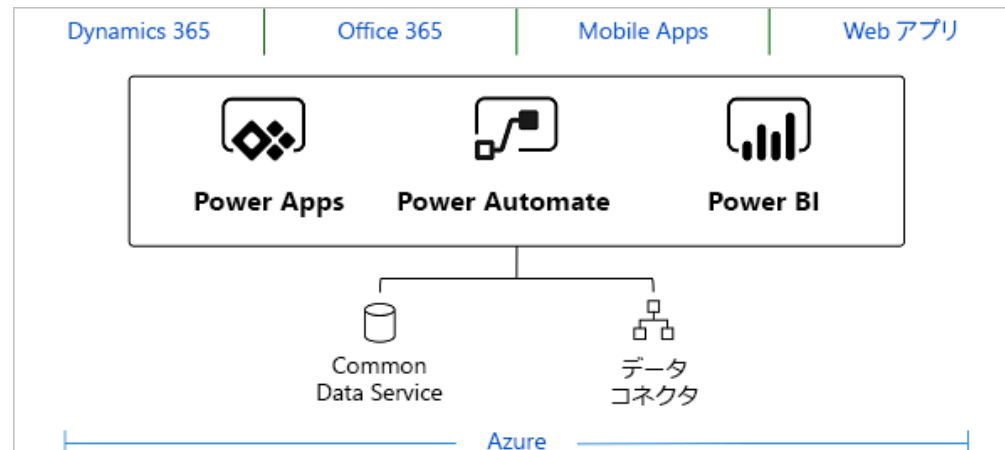 Dynamics 365
Office 365
Mobile Apps
Web アプリ
Power Apps
Power Automate
Power BI
Common
Data Service
データ
コネクタ
Azure